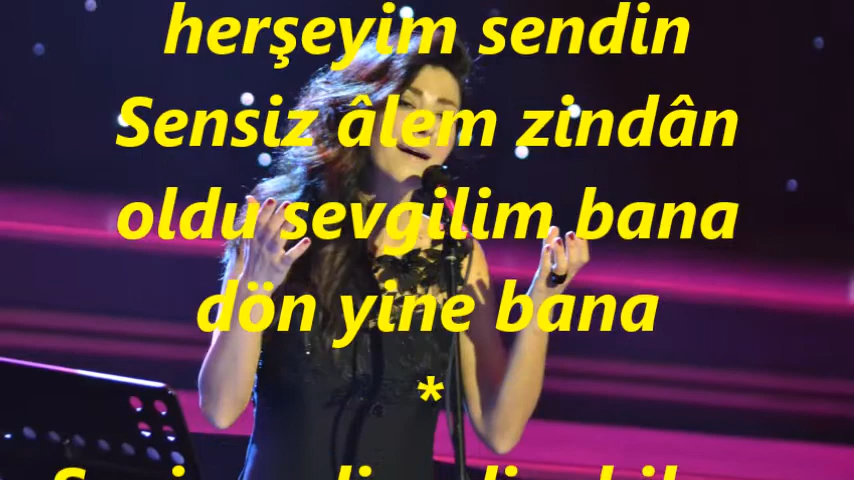 herşeyim sendin
Sensiz âlem zindân
oldu sevgilim bana
dön yine bana
*